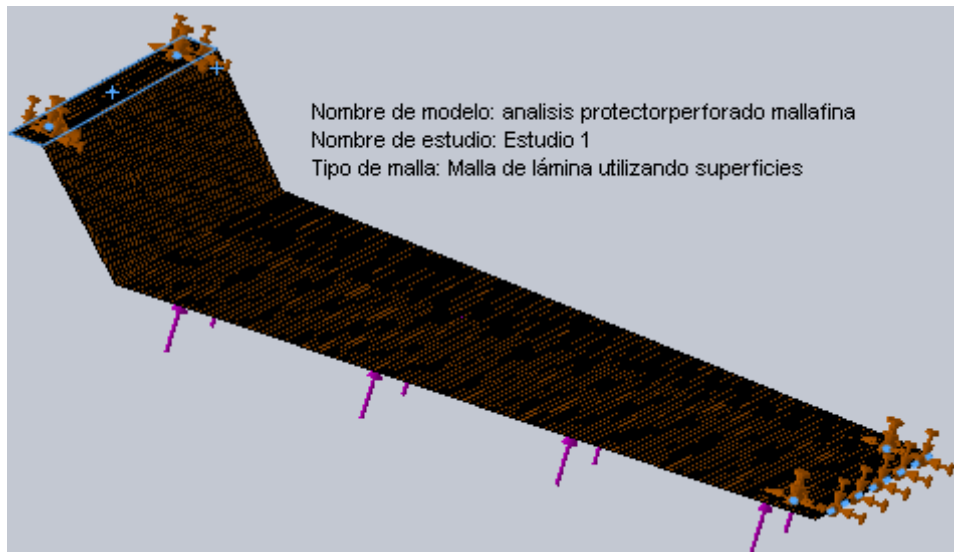 Nombre de modelo: analisis protectorperforado mallafina
Nombre de estudio: Estudio 1
Tipo de malla: Malla de lámina utilizando superficies